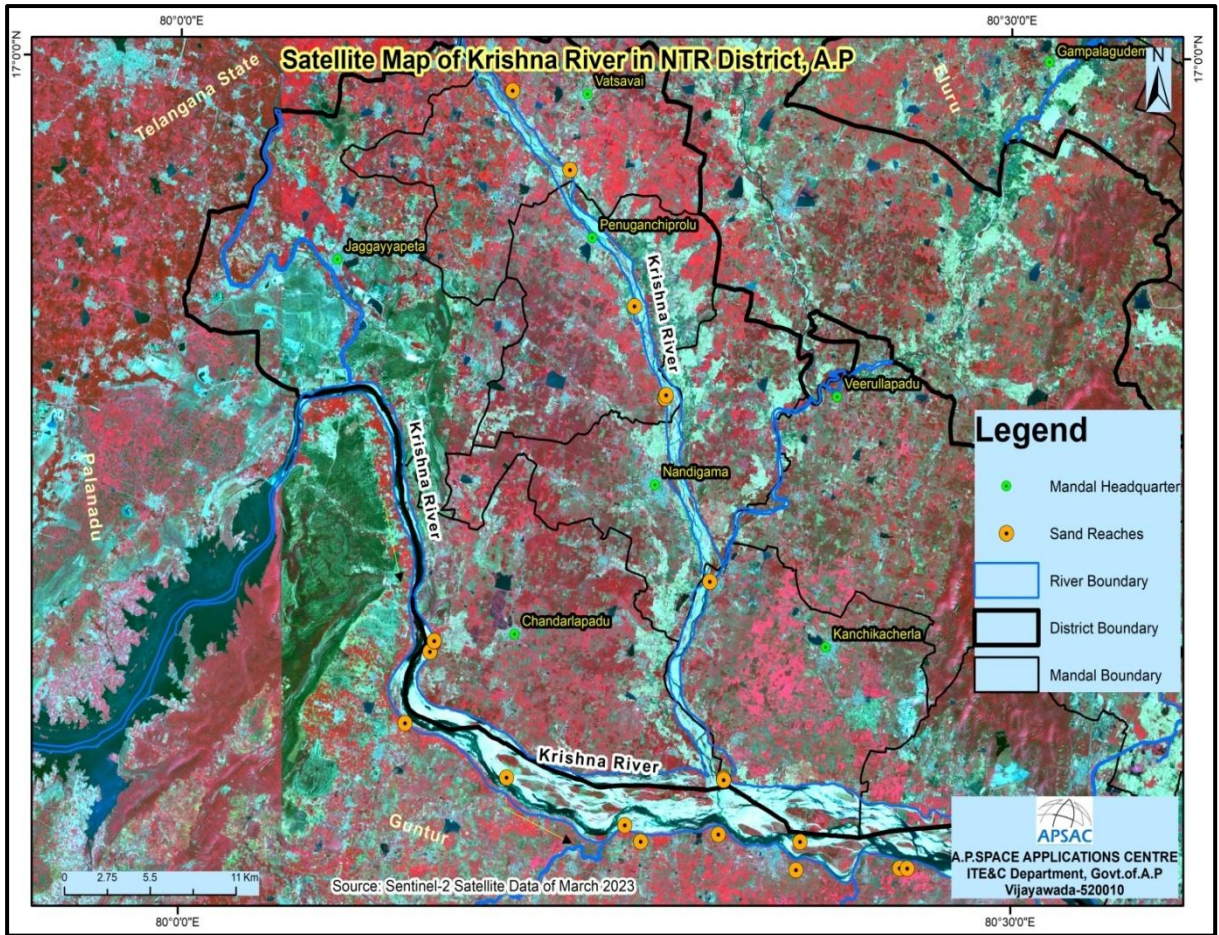 80°0'0"E
80°30'0"E
17°0'0"N
17°0'0"N
Satellite Map of Krishna River in NTR District, A.P
N
Gampalagudem
Vatsavai
Eluru
Telangana State
Penuganchiprolu
Jaggayyapeta
Krishna River
Veerullapadu
Krishna River
Palanadu
Nandigama
Legend
Mandal Headquarter
Sand Reaches
River Boundary
District Boundary
Mandal Boundary
Chandarlapadu
Kanchikacherla
Krishna River
Guntur
APSAC
A.P.SPACE APPLICATIONS CENTRE
ITE&C Department, Govt.of.A.P
Vijayawada-520010
0 2.75 5.5 11 Km
Source: Sentinel-2 Satellite Data of March 2023
80°0'0"E
80°30'0"E